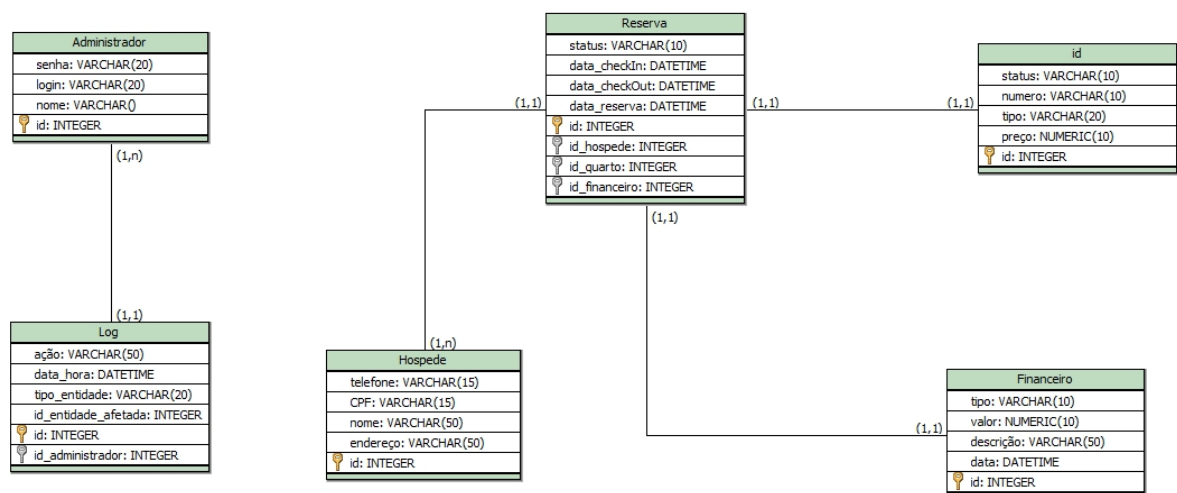 Administrador
senha: VARCHAR(20)
login: VARCHAR(20)
nome: VARCHAR()
id: INTEGER
(1,n)
(1,1)
Log
ação: VARCHAR(50)
data_hora: DATETIME
tipo_entidade: VARCHAR(20)
id_entidade_afetada: INTEGER
id: INTEGER
id_administrador: INTEGER
Reserva
status: VARCHAR(10)
data_checkIn: DATETIME
data_checkOut: DATETIME
data_reserva: DATETIME
id: INTEGER
id_hospede: INTEGER
id_quarto: INTEGER
id_financeiro: INTEGER
(1,1)
(1,1)
(1,1)
(1,1)
id
status: VARCHAR(10)
numero: VARCHAR(10)
tipo: VARCHAR(20)
preço: NUMERIC(10)
id: INTEGER
(1,n)
Hospede
telefone: VARCHAR(15)
CPF: VARCHAR(15)
nome: VARCHAR(50)
endereço: VARCHAR(50)
id: INTEGER
(1,1)
Financeiro
tipo: VARCHAR(10)
valor: NUMERIC(10)
descrição: VARCHAR(50)
data: DATETIME
id: INTEGER